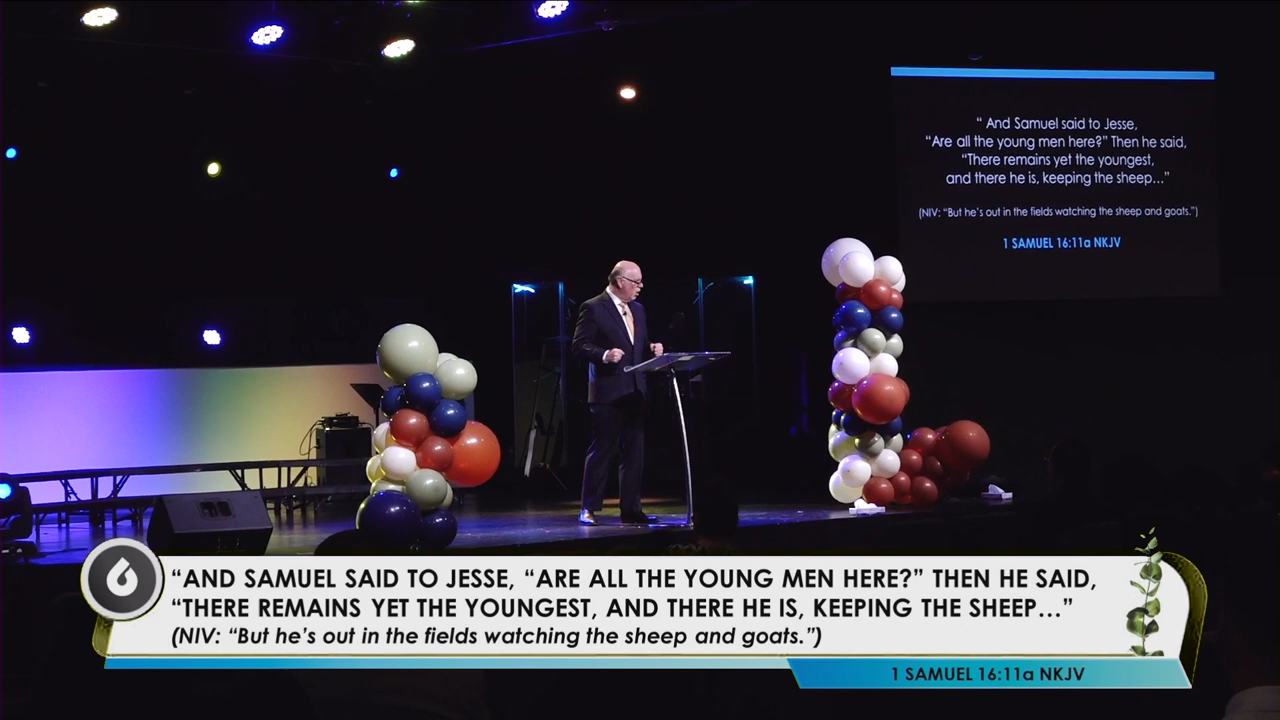 “ And Samuel said to Jesse,
“Are all the young men here?” Then he said,
“There remains yet the youngest,
and there he is, keeping the sheep...”
(NIV: “But he’s out in the fields watching the sheep and goats.”)
1 SAMUEL 16:11a NKJV
“AND SAMUEL SAID TO JESSE, “ARE ALL THE YOUNG MEN HERE?” THEN HE SAID,
“THERE REMAINS YET THE YOUNGEST, AND THERE HE IS, KEEPING THE SHEEP...”
(NIV: “But he’s out in the fields watching the sheep and goats.”)
1 SAMUEL 16:11a NKJV